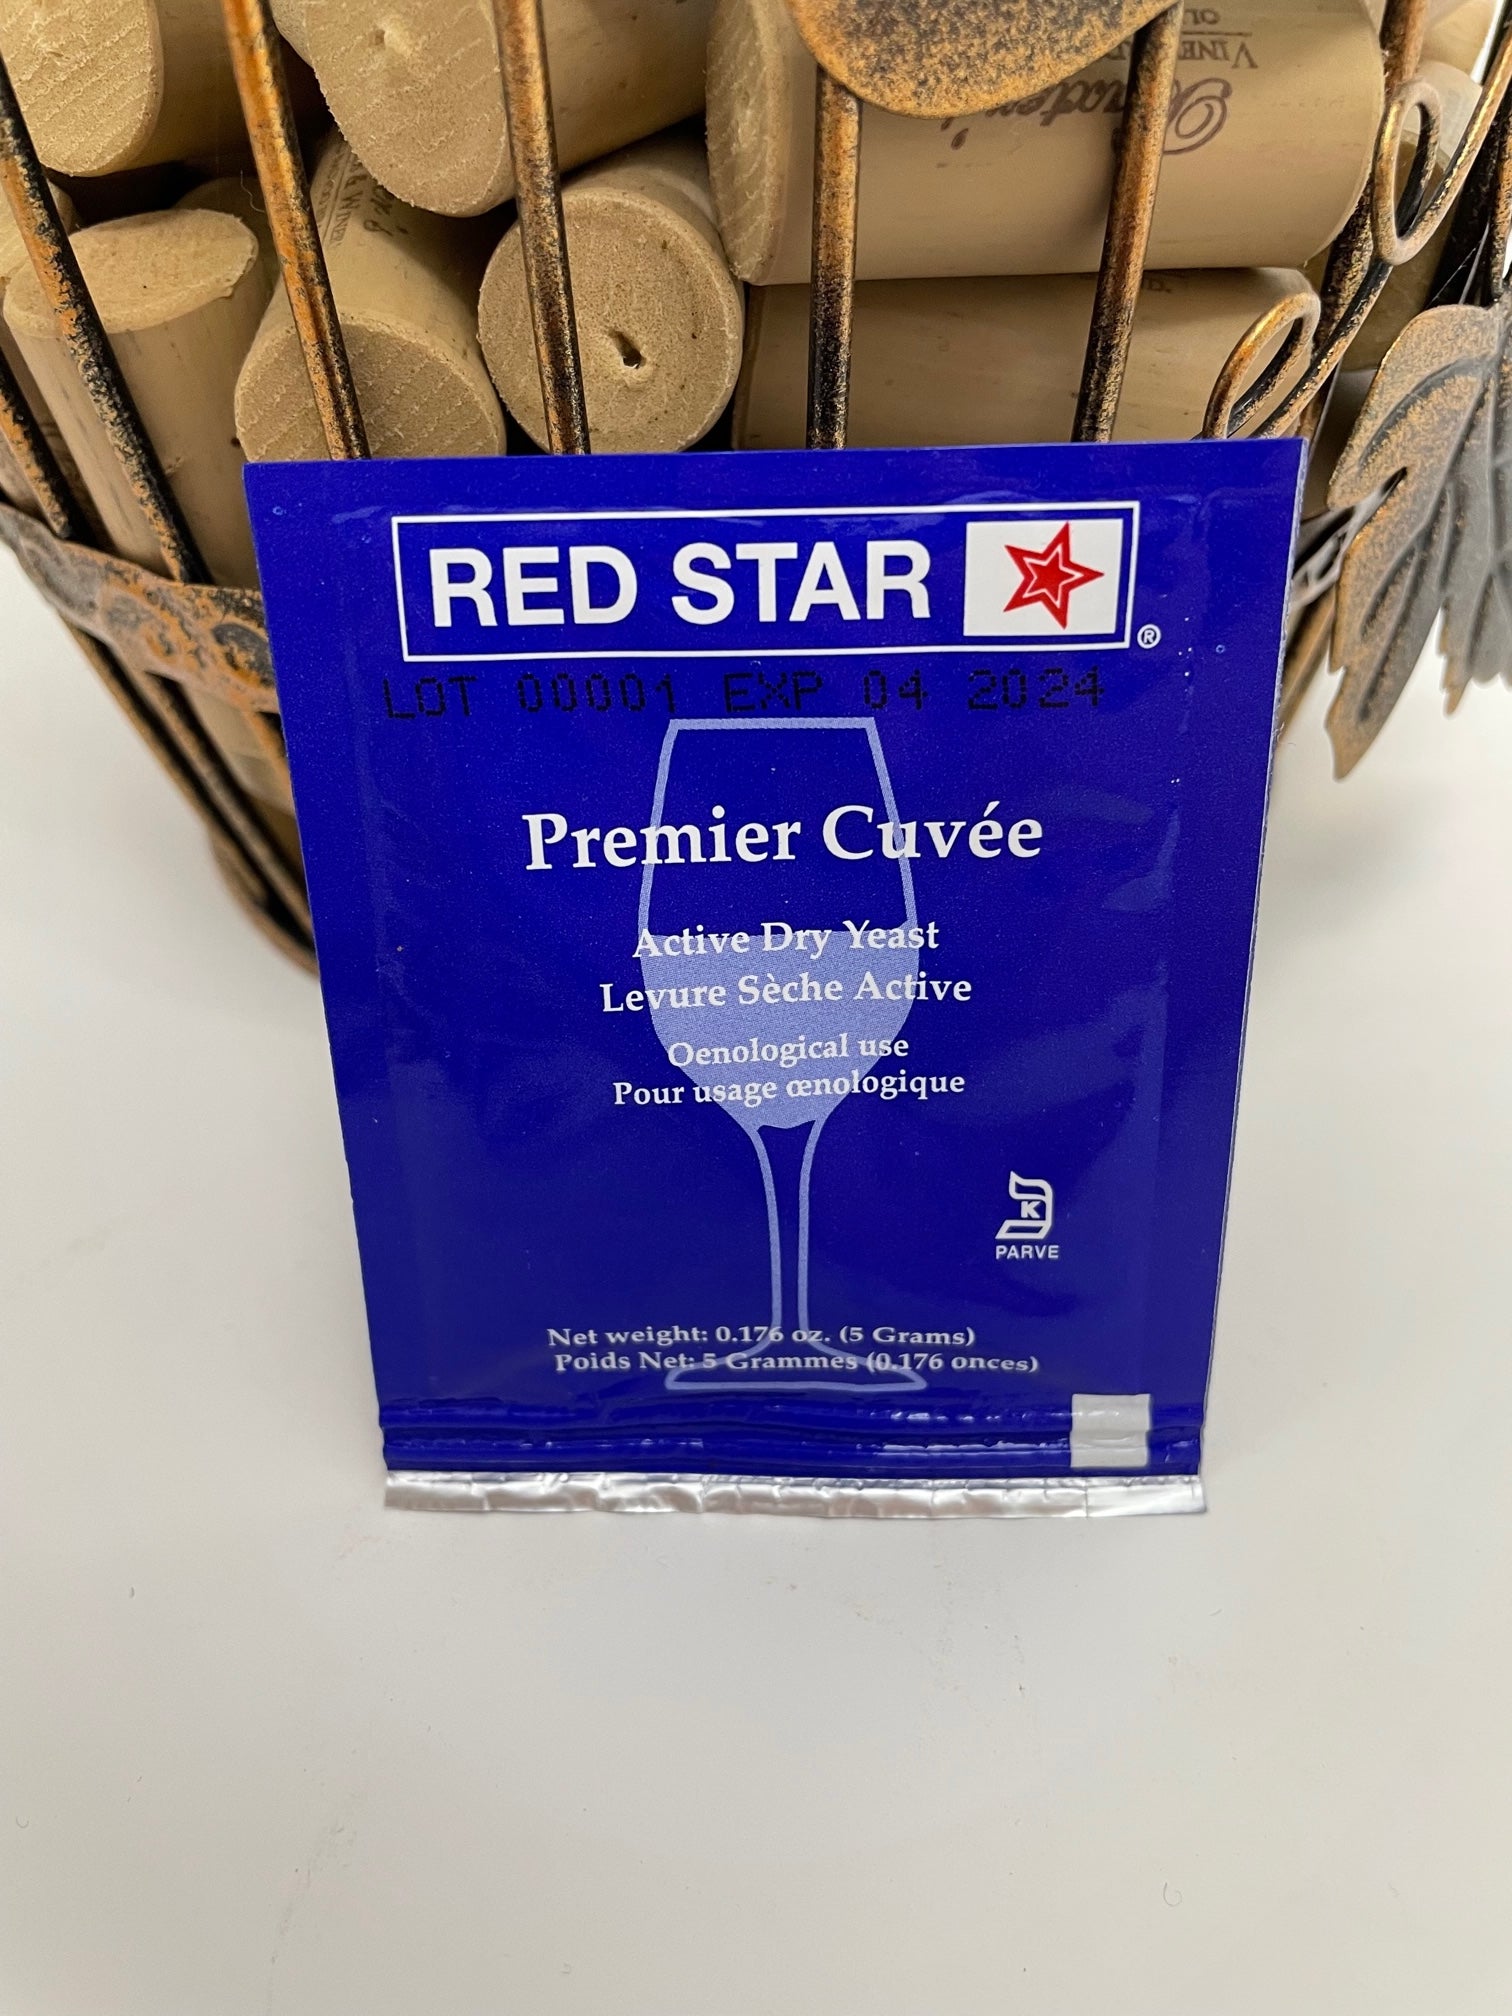 RED STAR
®
LOT 00001 EXP 04 2024
Premier Cuvée
Active Dry Yeast
Levure Sèche Active
Oenological use
Pour usage œnologique
K
PARVE
Net weight: 0.176 oz. (5 Grams)
Poids Net: 5 Grammes (0.176 onces)